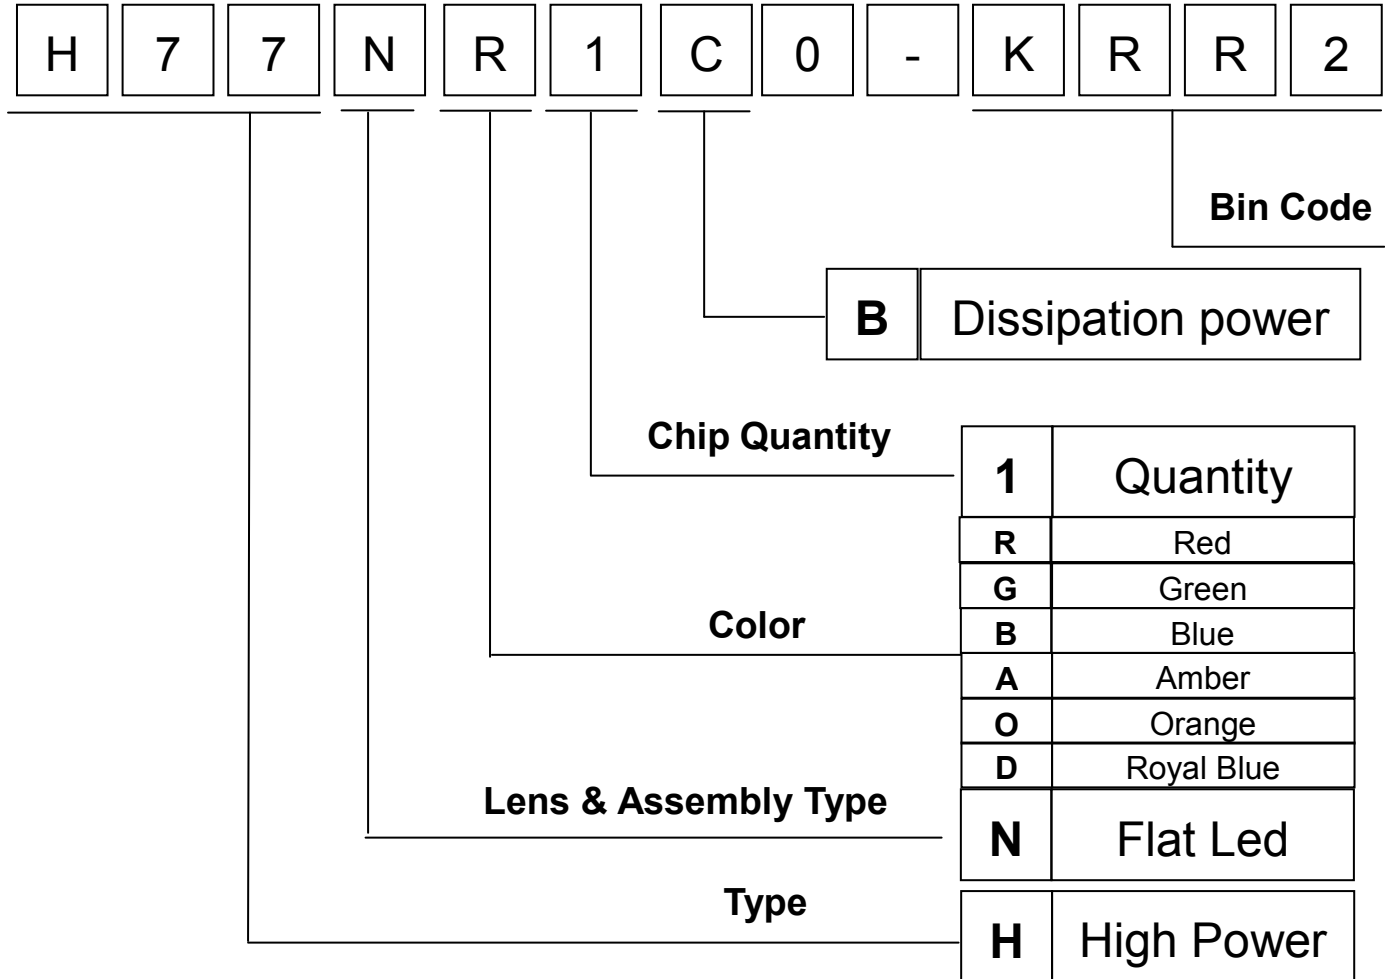 H 7 7 N R 1 C 0 - K R R 2
Bin Code
B Dissipation power
Chip Quantity
1 Quantity
R Red
G Green
Color
B Blue
A Amber
O Orange
D Royal Blue
Lens & Assembly Type
N Flat Led
Type
H High Power